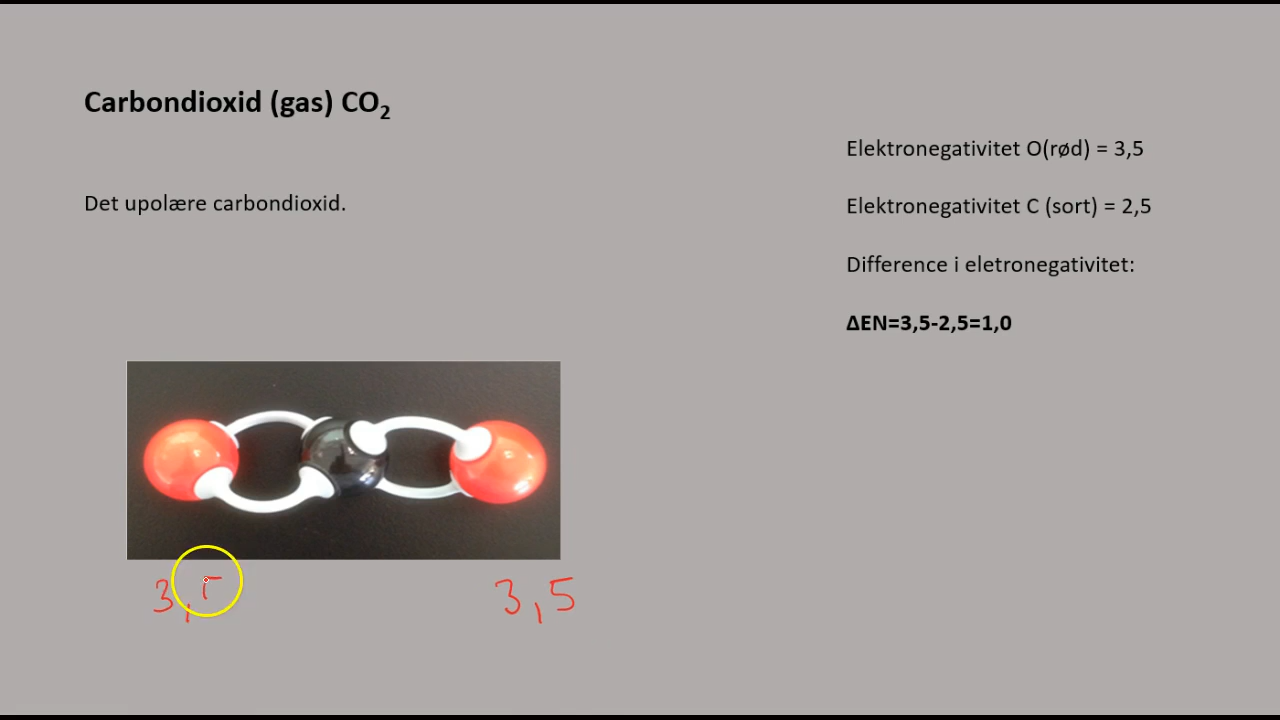 Carbondioxid (gas) CO₂
Det upolære carbondioxid.
Elektronegativitet O(rød) = 3,5
Elektronegativitet C (sort) = 2,5
Difference i eletronegativitet:
ΔEN=3,5-2,5=1,0
3,5 3,5